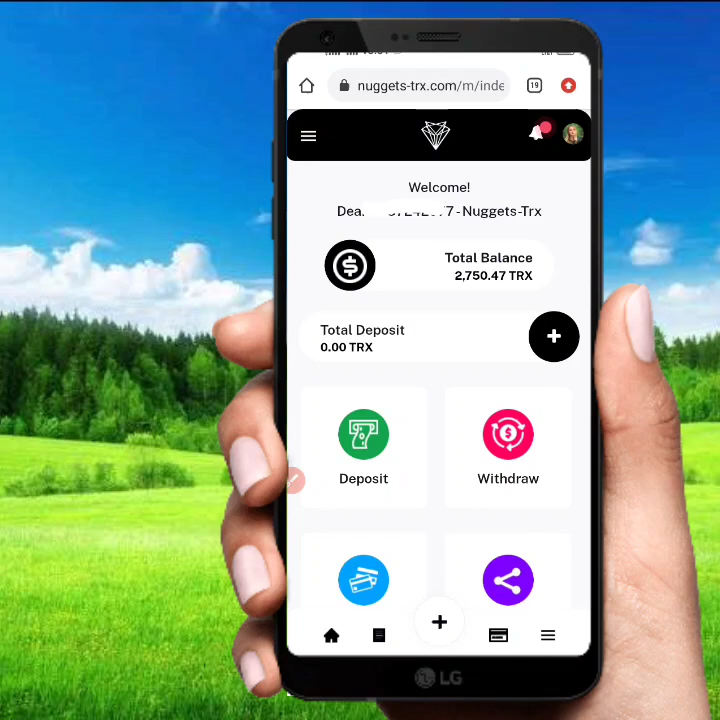 nuggets-trx.com/m/inde
19
Welcome!
7-Nuggets-Trx
Total Balance
2,750.47 TRX
Total Deposit
0.00 TRX
Deposit
Withdraw
LG